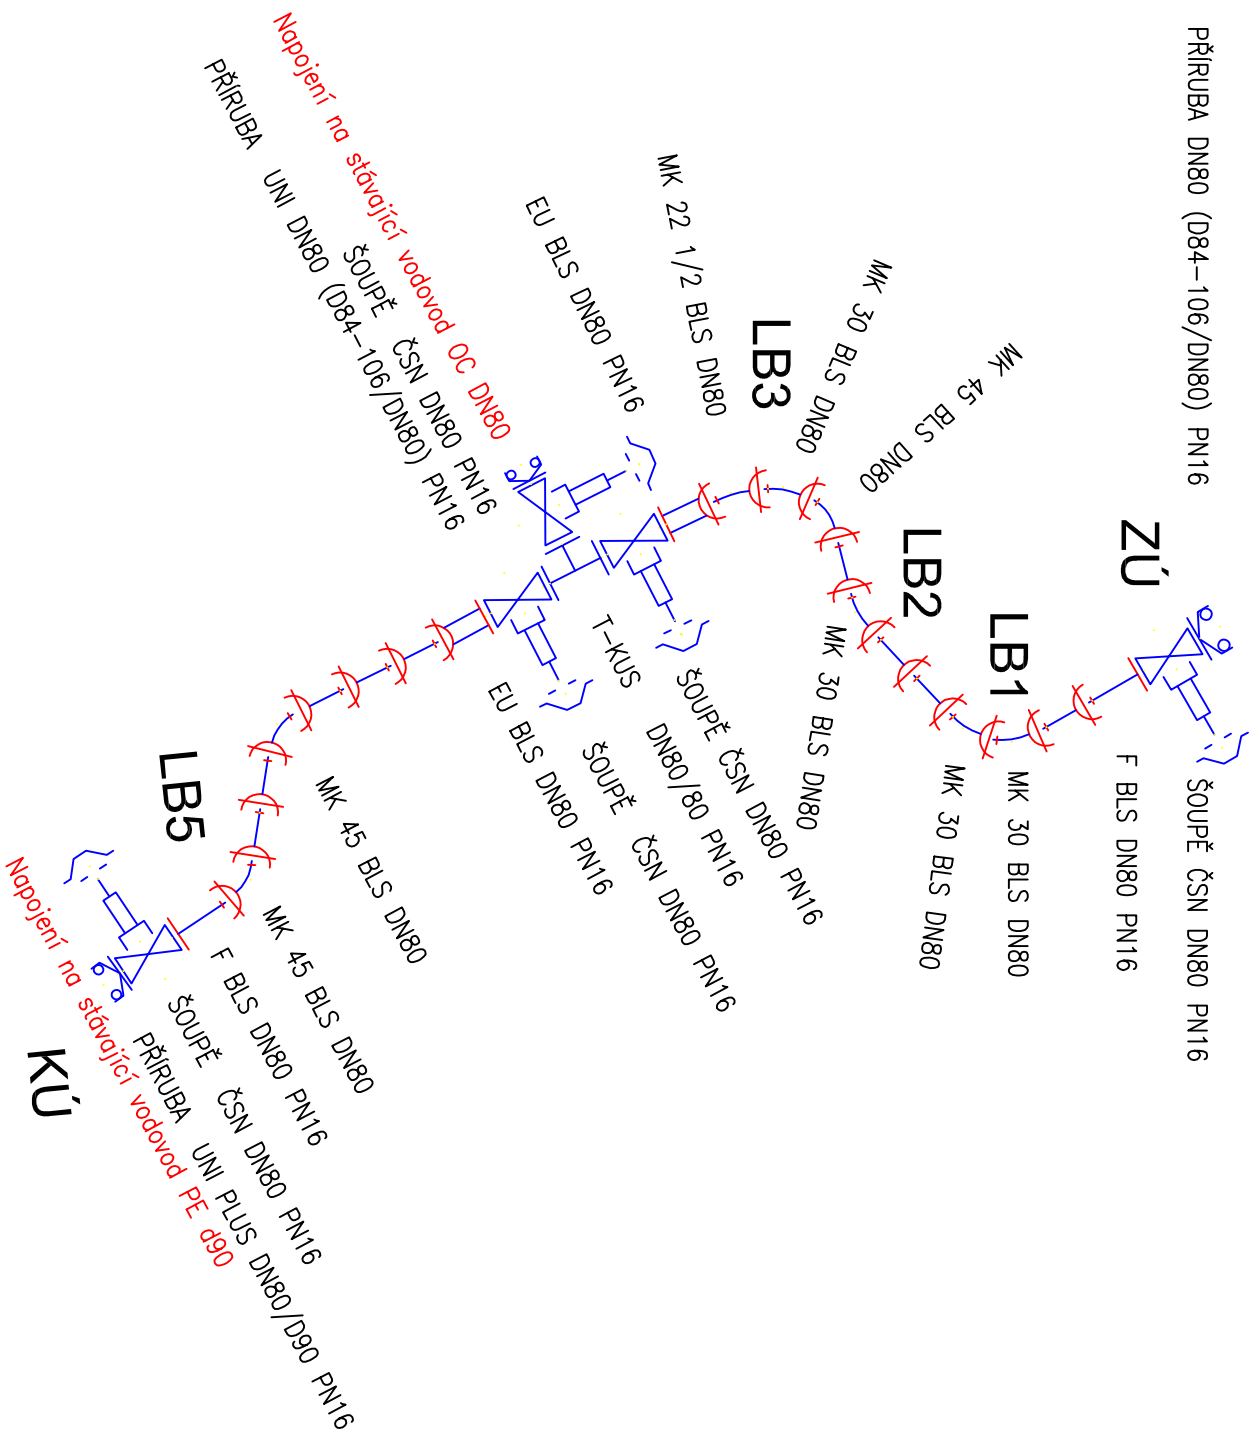 PŘÍRUBA DN80 (D84-106/DN80) PN16
ZÚ
ŠOUPĚ ČSN DN80 PN16
F BLS DN80 PN16
LB1
MK 30 BLS DN80
MK 30 BLS DN80
LB2
MK 30 BLS DN80
MK 45 BLS DN80
MK 30 BLS DN80
LB3
MK 22 1/2 BLS DN80
EU BLS DN80 PN16
ŠOUPĚ ČSN DN80 PN16
T-KUS DN80/80 PN16
Napojení na stávající vodovod OC DN80
ŠOUPĚ ČSN DN80 PN16
PŘÍRUBA UNI DN80 (D84-106/DN80) PN16
ŠOUPĚ ČSN DN80 PN16
EU BLS DN80 PN16
MK 45 BLS DN80
LB5
MK 45 BLS DN80
F BLS DN80 PN16
ŠOUPĚ ČSN DN80 PN16
PŘÍRUBA UNI PLUS DN80/D90 PN16
Napojení na stávající vodovod PE d90
KÚ